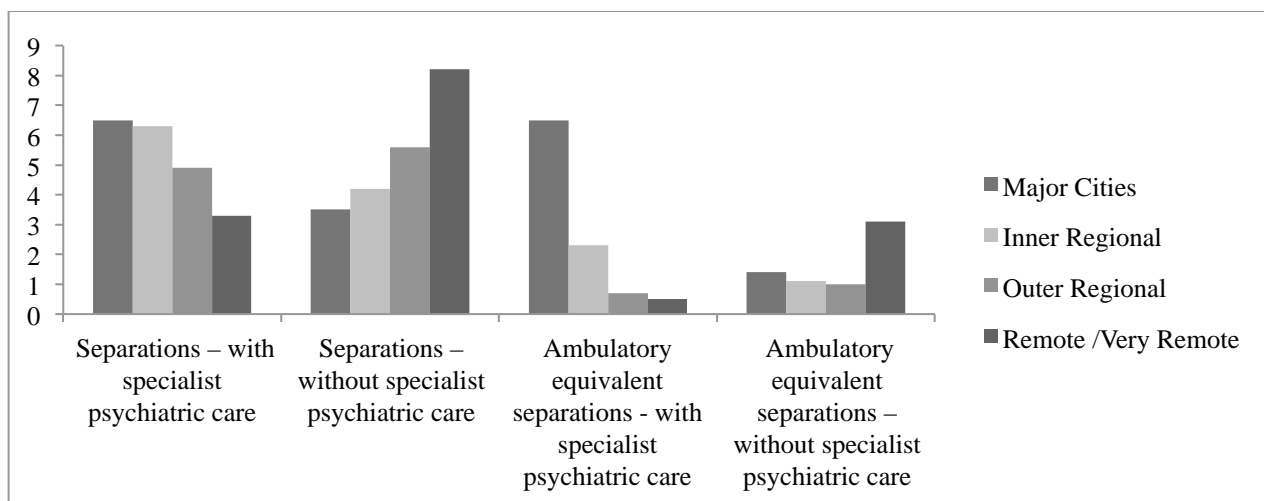 9
8
7
6
5
4
3
2
1
0
Separations – with
specialist
psychiatric care
Separations –
without specialist
psychiatric care
Ambulatory
equivalent
separations - with
specialist
psychiatric care
Ambulatory
equivalent
separations –
without specialist
psychiatric care
Major Cities
Inner Regional
Outer Regional
Remote /Very Remote